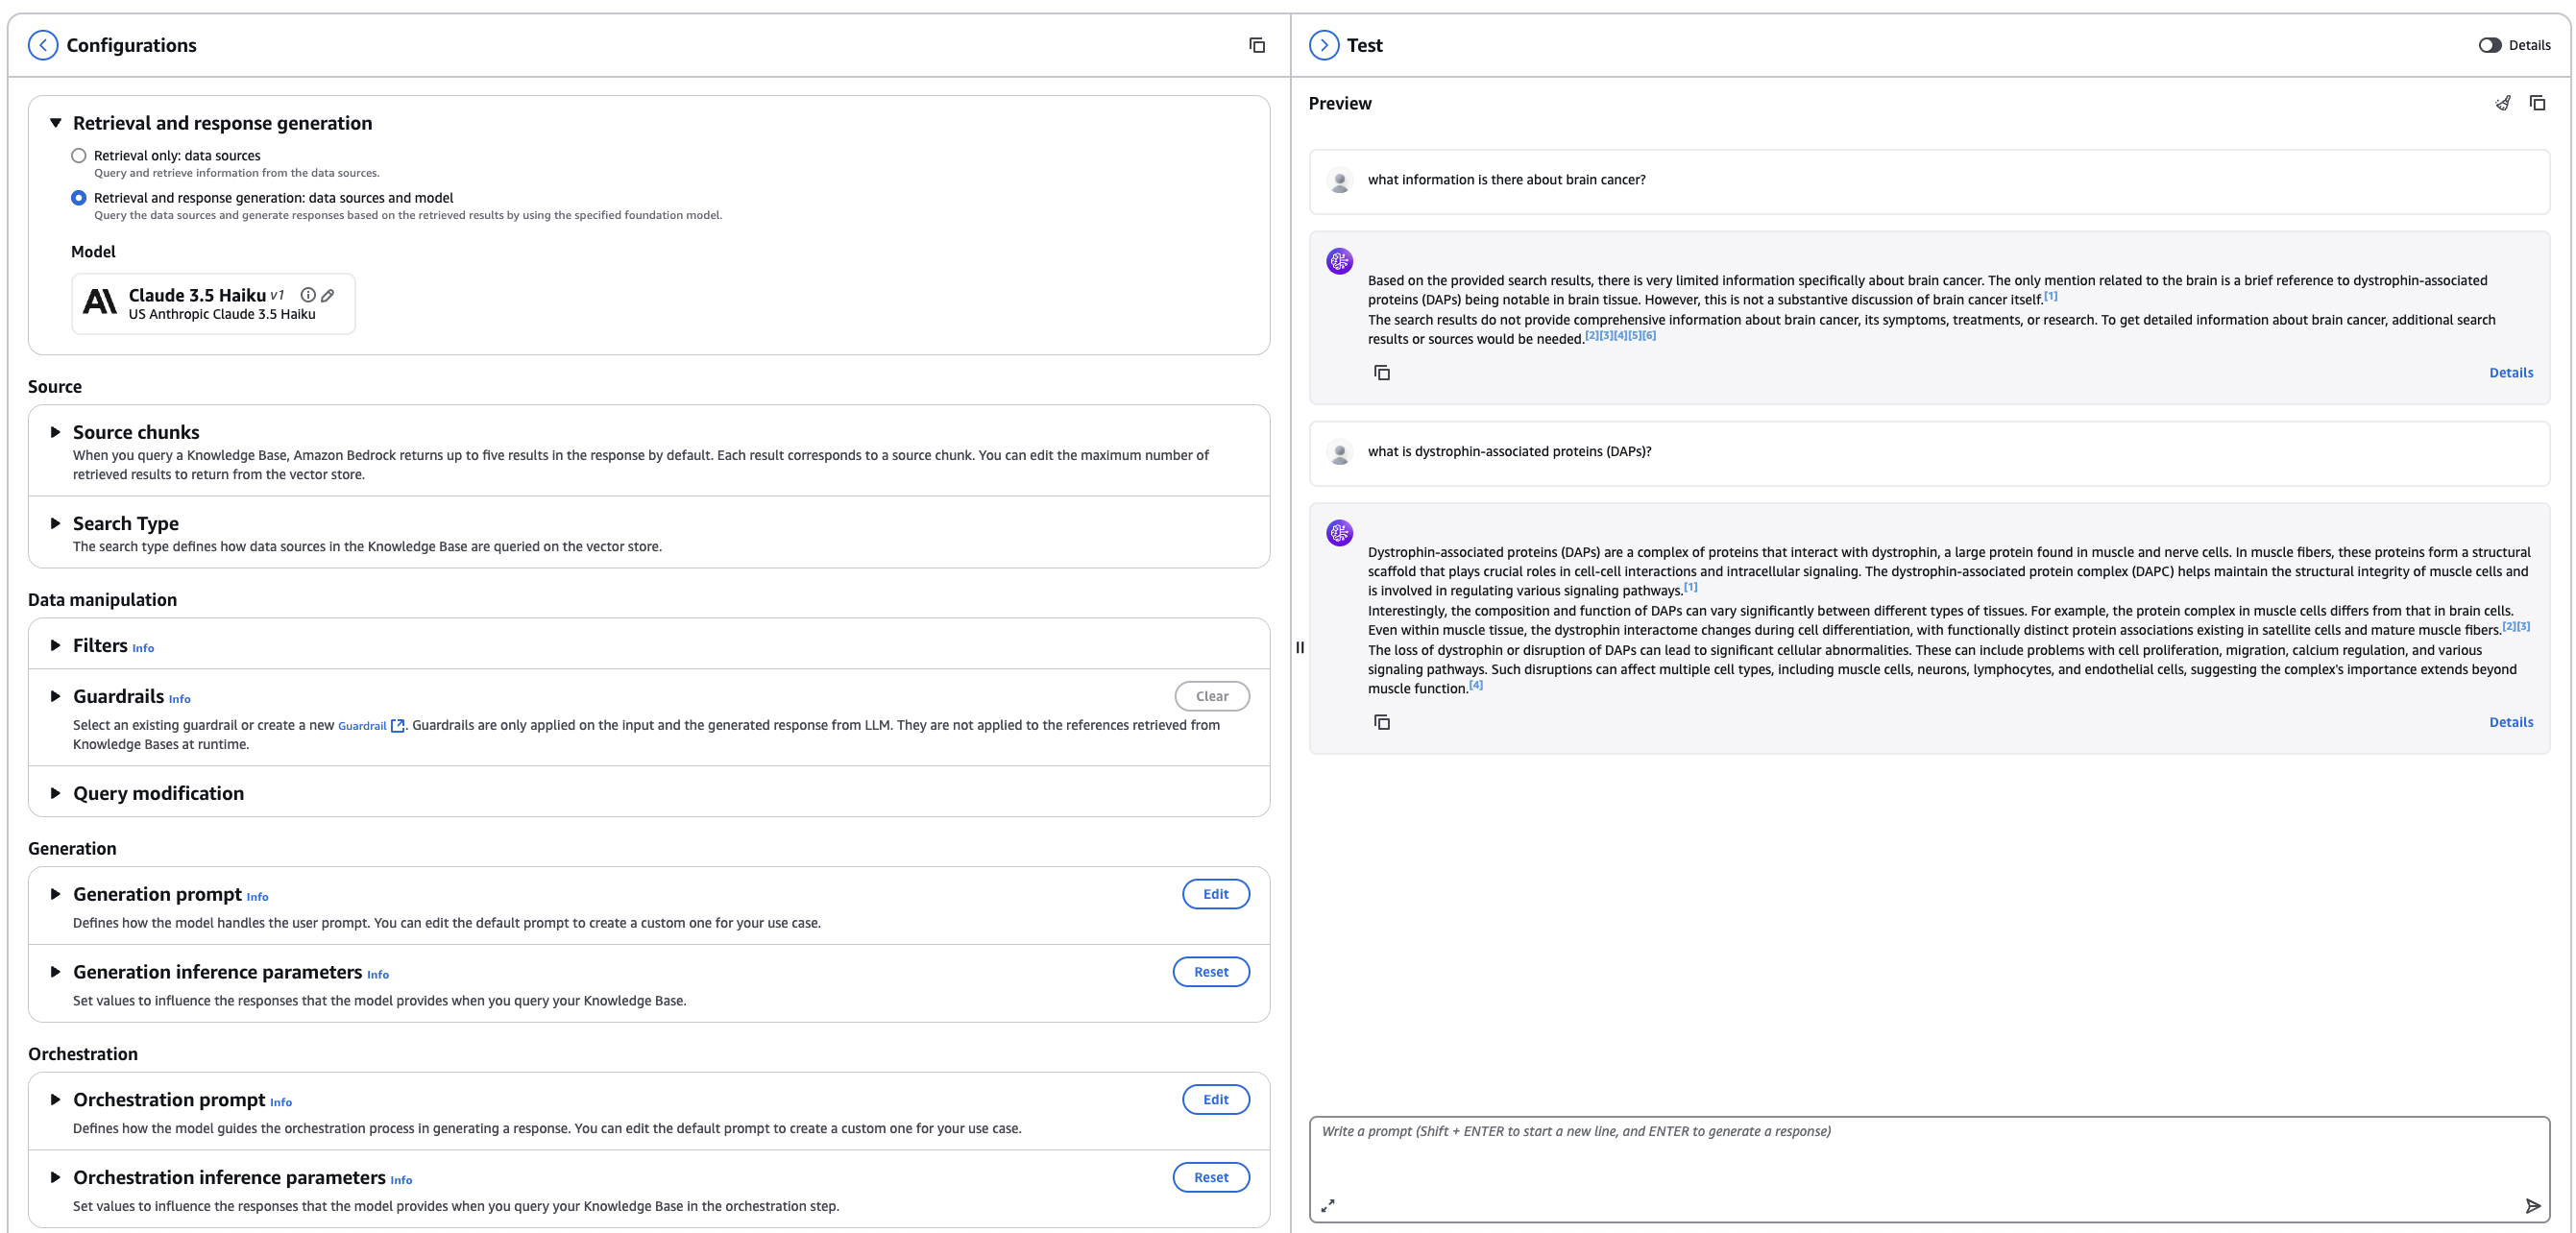 Configurations
Retrieval and response generation
Retrieval only: data sources
Query and retrieve information from the data sources.
Retrieval and response generation: data sources and model
Query the data sources and generate responses based on the retrieved results by using the specified foundation model.
Model
Claude 3.5 Haiku v1
US Anthropic Claude 3.5 Haiku
Source
Source chunks
When you query a Knowledge Base, Amazon Bedrock returns up to five results in the response by default. Each result corresponds to a source chunk. You can edit the maximum number of
retrieved results to return from the vector store.
Search Type
The search type defines how data sources in the Knowledge Base are queried on the vector store.
Data manipulation
Filters Info
Guardrails Info
Clear
Select an existing guardrail or create a new Guardrail. Guardrails are only applied on the input and the generated response from LLM. They are not applied to the references retrieved from
Knowledge Bases at runtime.
Query modification
Generation
Generation prompt Info
Edit
Defines how the model handles the user prompt. You can edit the default prompt to create a custom one for your use case.
Generation inference parameters Info
Reset
Set values to influence the responses that the model provides when you query your Knowledge Base.
Orchestration
Orchestration prompt Info
Edit
Defines how the model guides the orchestration process in generating a response. You can edit the default prompt to create a custom one for your use case.
Orchestration inference parameters Info
Reset
Set values to influence the responses that the model provides when you query your Knowledge Base in the orchestration step.
Test
Details
Preview
what information is there about brain cancer?
Based on the provided search results, there is very limited information specifically about brain cancer. The only mention related to the brain is a brief reference to dystrophin-associated
proteins (DAPs) being notable in brain tissue. However, this is not a substantive discussion of brain cancer itself.[1]
The search results do not provide comprehensive information about brain cancer, its symptoms, treatments, or research. To get detailed information about brain cancer, additional search
results or sources would be needed.[2][3][4][5][6]
Details
what is dystrophin-associated proteins (DAPs)?
Dystrophin-associated proteins (DAPs) are a complex of proteins that interact with dystrophin, a large protein found in muscle and nerve cells. In muscle fibers, these proteins form a structural
scaffold that plays crucial roles in cell-cell interactions and intracellular signaling. The dystrophin-associated protein complex (DAPC) helps maintain the structural integrity of muscle cells and
is involved in regulating various signaling pathways.[1]
Interestingly, the composition and function of DAPs can vary significantly between different types of tissues. For example, the protein complex in muscle cells differs from that in brain cells.
Even within muscle tissue, the dystrophin interactome changes during cell differentiation, with functionally distinct protein associations existing in satellite cells and mature muscle fibers.[2][3]
The loss of dystrophin or disruption of DAPs can lead to significant cellular abnormalities. These can include problems with cell proliferation, migration, calcium regulation, and various
signaling pathways. Such disruptions can affect multiple cell types, including muscle cells, neurons, lymphocytes, and endothelial cells, suggesting the complex's importance extends beyond
muscle function.[4]
Details
Write a prompt (Shift + ENTER to start a new line, and ENTER to generate a response)